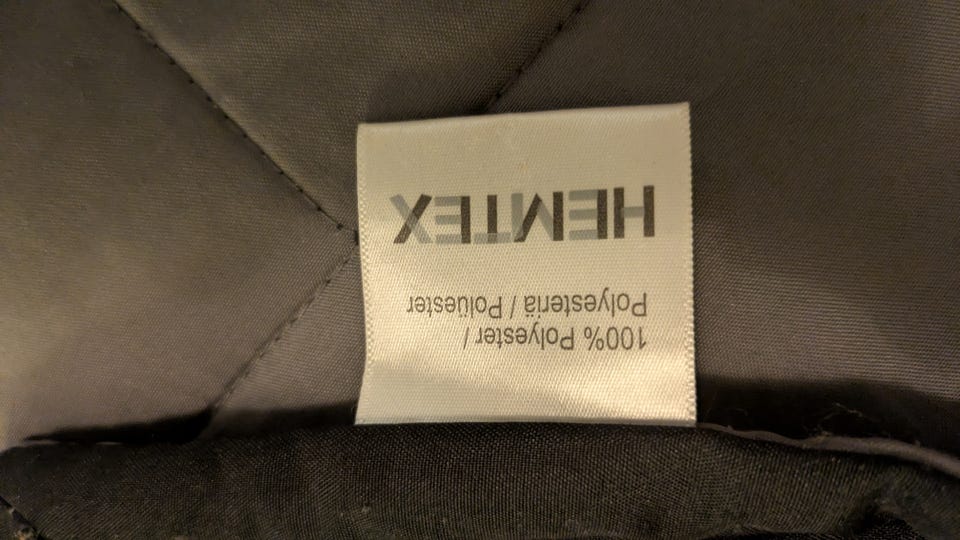 HEMTEX
100% Polyester /
Polyesteriä / Polüester